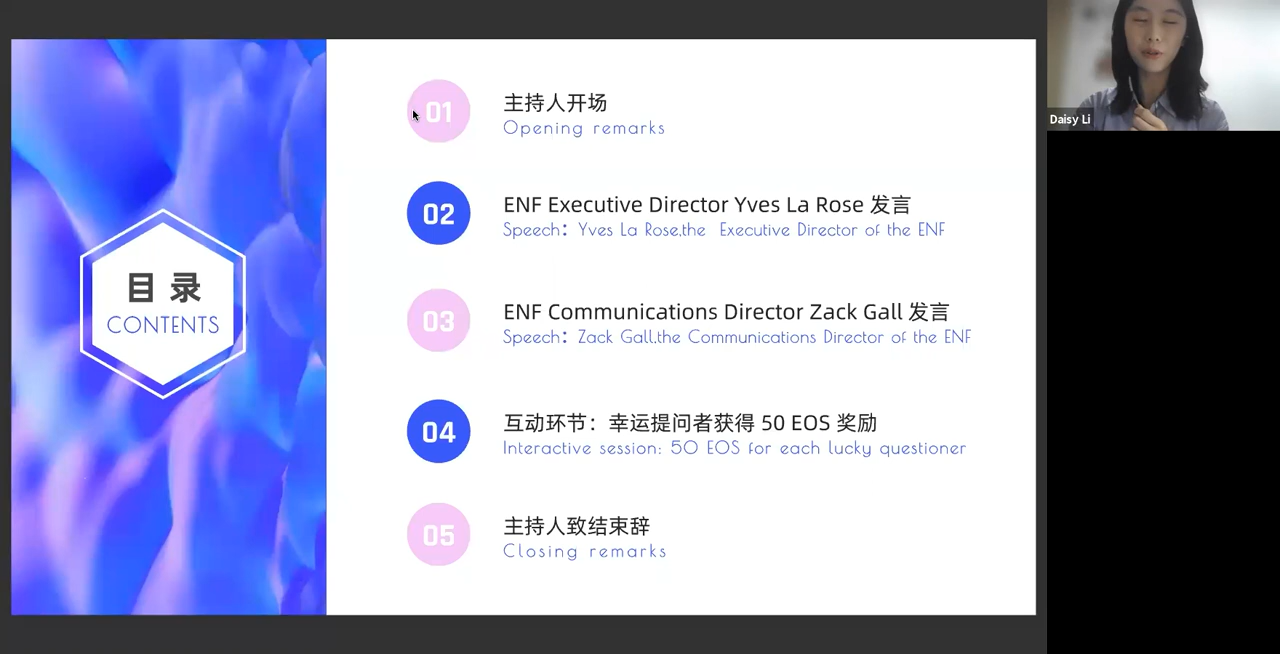 目 录
CONTENTS
01
主持人开场
Opening remarks
02
ENF Executive Director Yves La Rose 发言
Speech：Yves La Rose,the  Executive Director of the ENF
03
ENF Communications Director Zack Gall 发言
Speech：Zack Gall,the Communications Director of the ENF
04
互动环节：幸运提问者获得 50 EOS 奖励
Interactive session: 50 EOS for each lucky questioner
05
主持人致结束辞
Closing remarks
Daisy Li